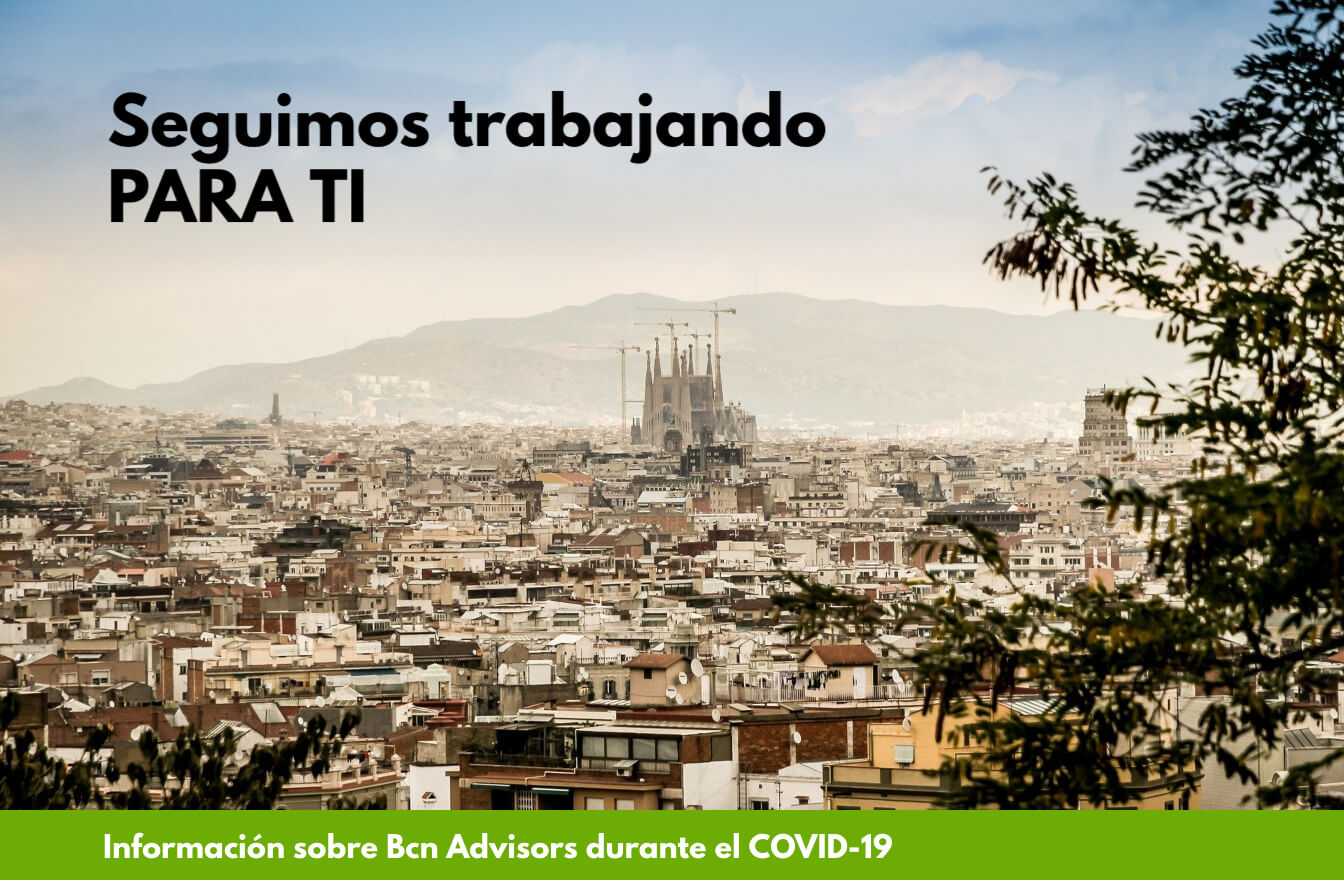 Seguimos trabajando
PARA TI
Información sobre Bcn Advisors durante el COVID-19